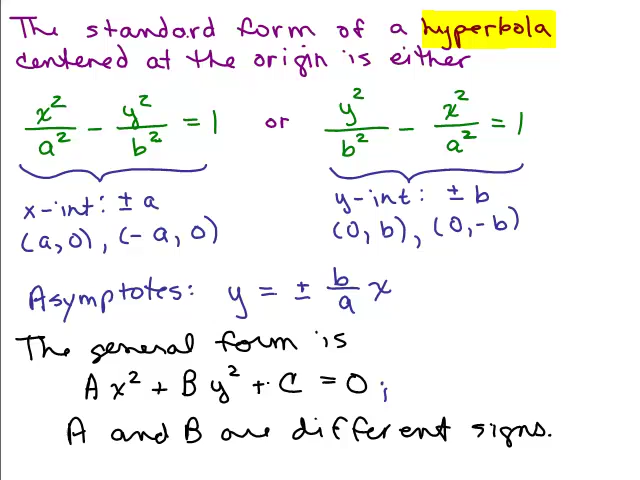 The standard form of a hyperbola
centered at the origin is either
x²/a² - y²/b² = 1 or y²/b² - x²/a² = 1
x-int: ± a y-int: ± b
(a, 0), (-a, 0) (0, b), (0, -b)
Asymptotes: y = ± b/a x
The general form is
A x² + B y² + C = 0;
A and B are different signs.